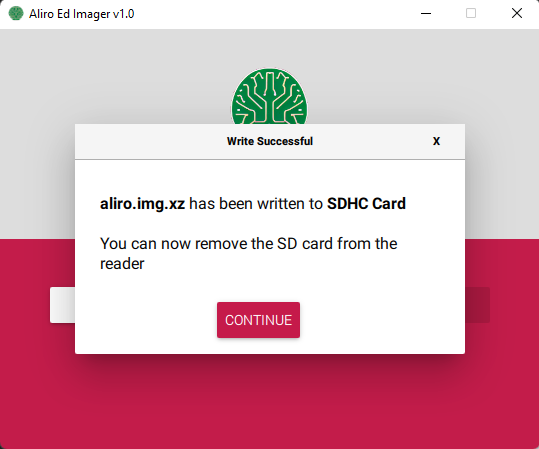 Aliro Ed Imager v1.0
Write Successful X
aliro.img.xz has been written to SDHC Card
You can now remove the SD card from the
reader
CONTINUE